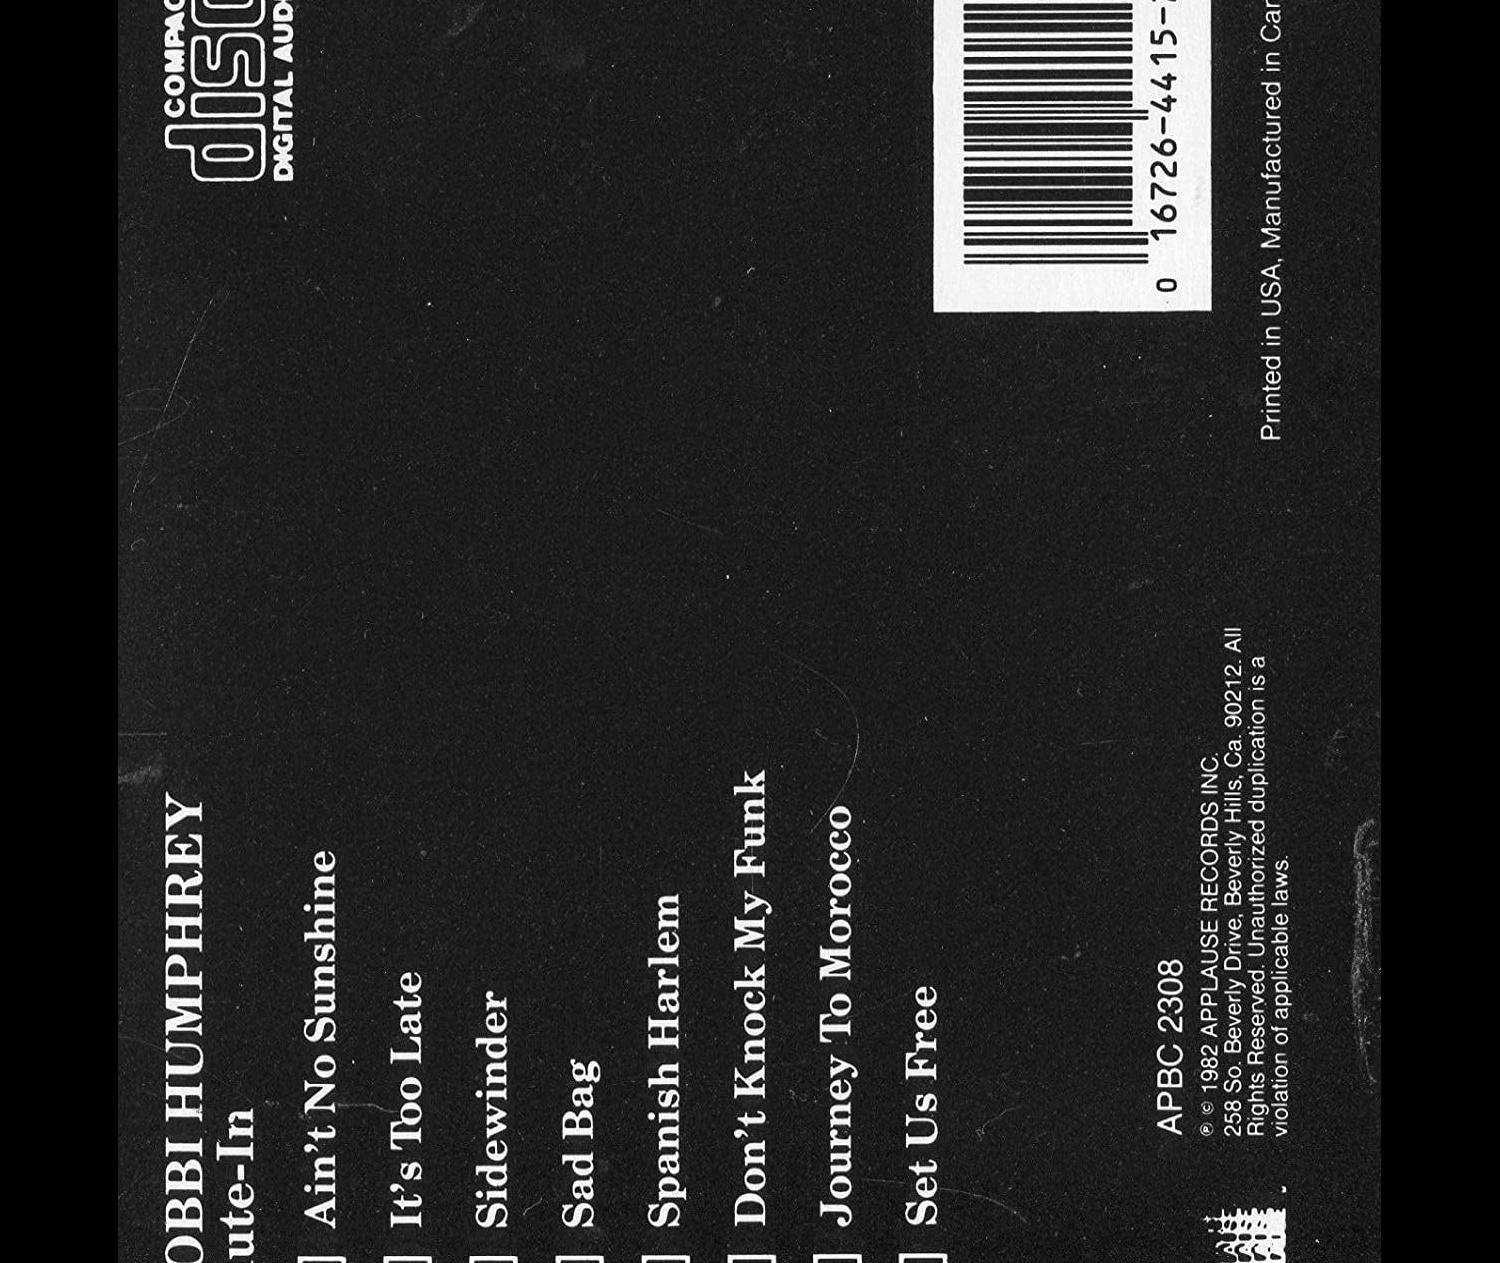 OBBI HUMPHREY
ute-In
Ain't No Sunshine
It's Too Late
Sidewinder
Sad Bag
Spanish Harlem
Don't Knock My Funk
Journey To Morocco
Set Us Free
COMPAC
disc
DIGITAL AUD
APBC 2308
℗ © 1982 APPLAUSE RECORDS INC.
258 So. Beverly Drive, Beverly Hills, Ca. 90212. All
Rights Reserved. Unauthorized duplication is a
violation of applicable laws.
0 16726-4415-
Printed in USA, Manufactured in Can